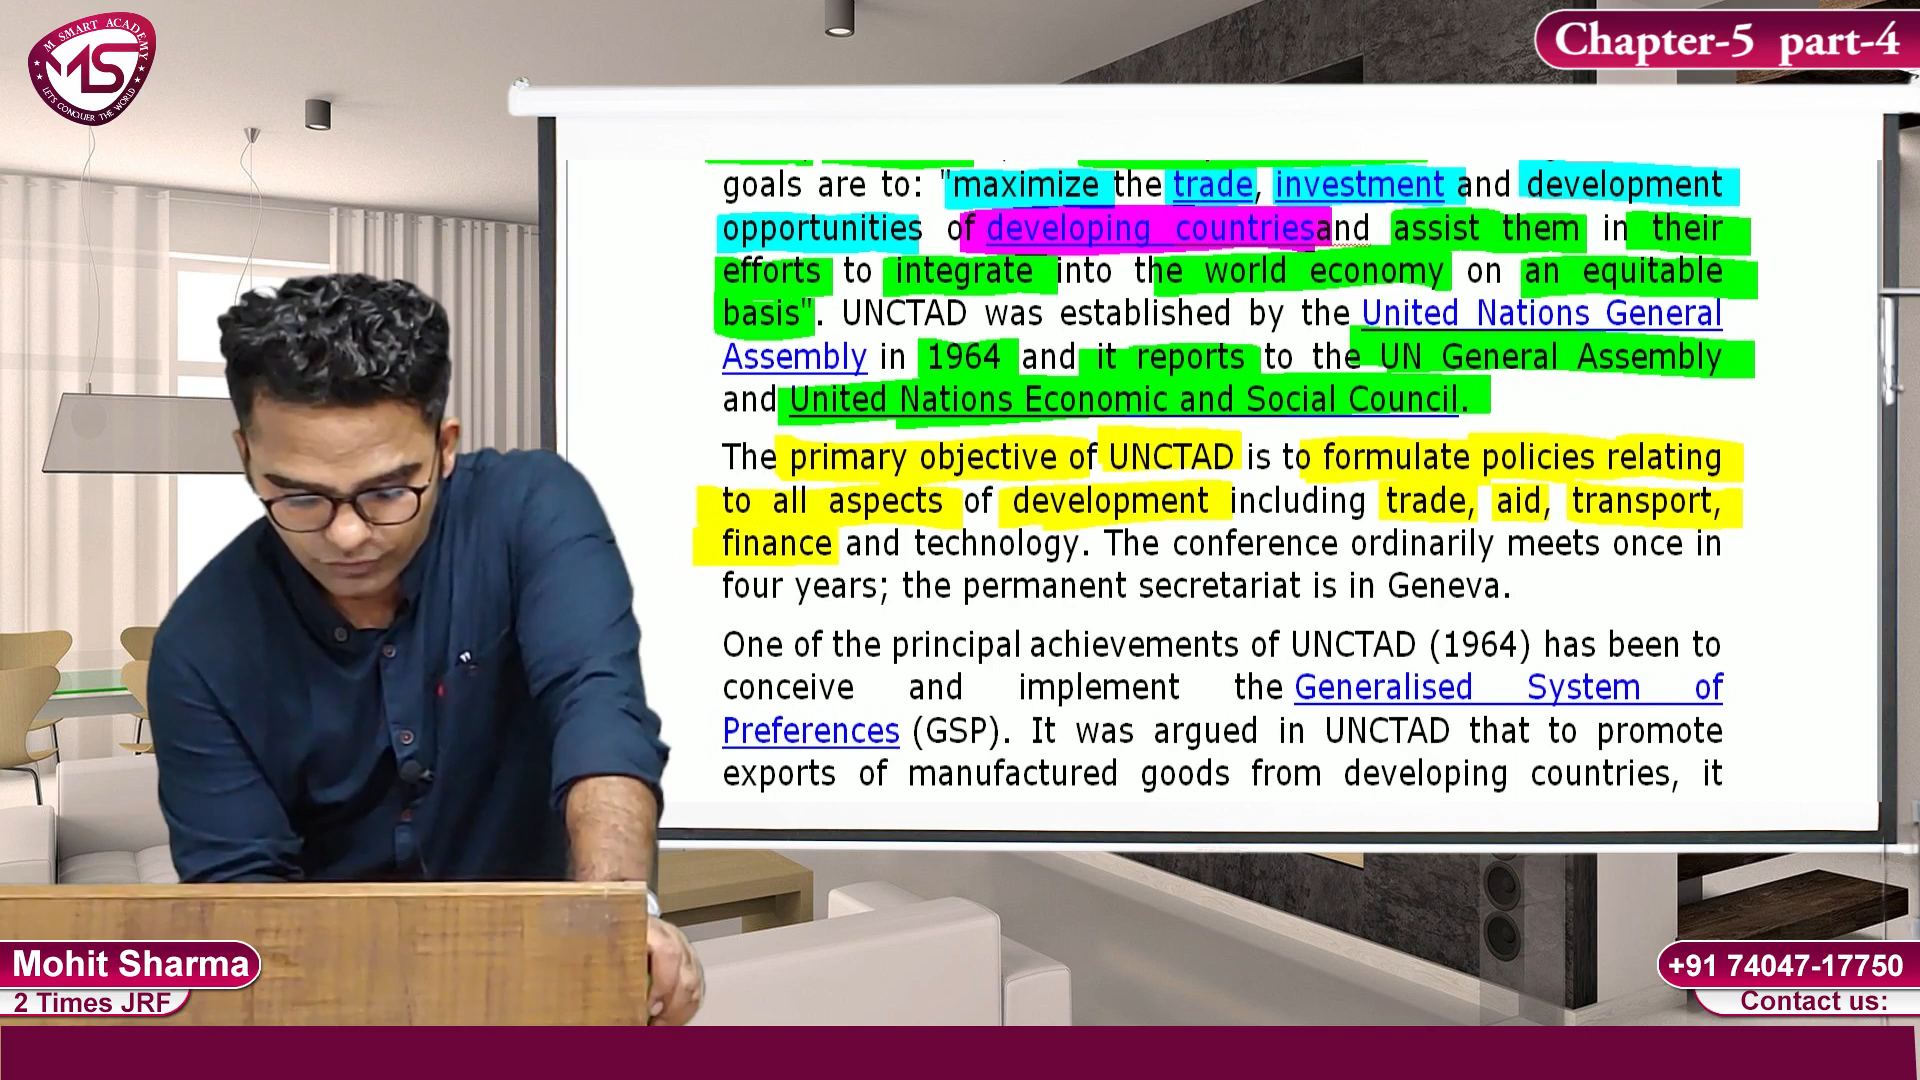 M SMART ACADEMY
MS
LET'S CONQUER THE WORLD
Chapter-5 part-4
goals are to: "maximize the trade, investment and development
opportunities of developing countriesand assist them in their
efforts to integrate into the world economy on an equitable
basis". UNCTAD was established by the United Nations General
Assembly in 1964 and it reports to the UN General Assembly
and United Nations Economic and Social Council.
The primary objective of UNCTAD is to formulate policies relating
to all aspects of development including trade, aid, transport,
finance and technology. The conference ordinarily meets once in
four years; the permanent secretariat is in Geneva.
One of the principal achievements of UNCTAD (1964) has been to
conceive and implement the Generalised System of
Preferences (GSP). It was argued in UNCTAD that to promote
exports of manufactured goods from developing countries, it
Mohit Sharma
2 Times JRF
+91 74047-17750
Contact us: